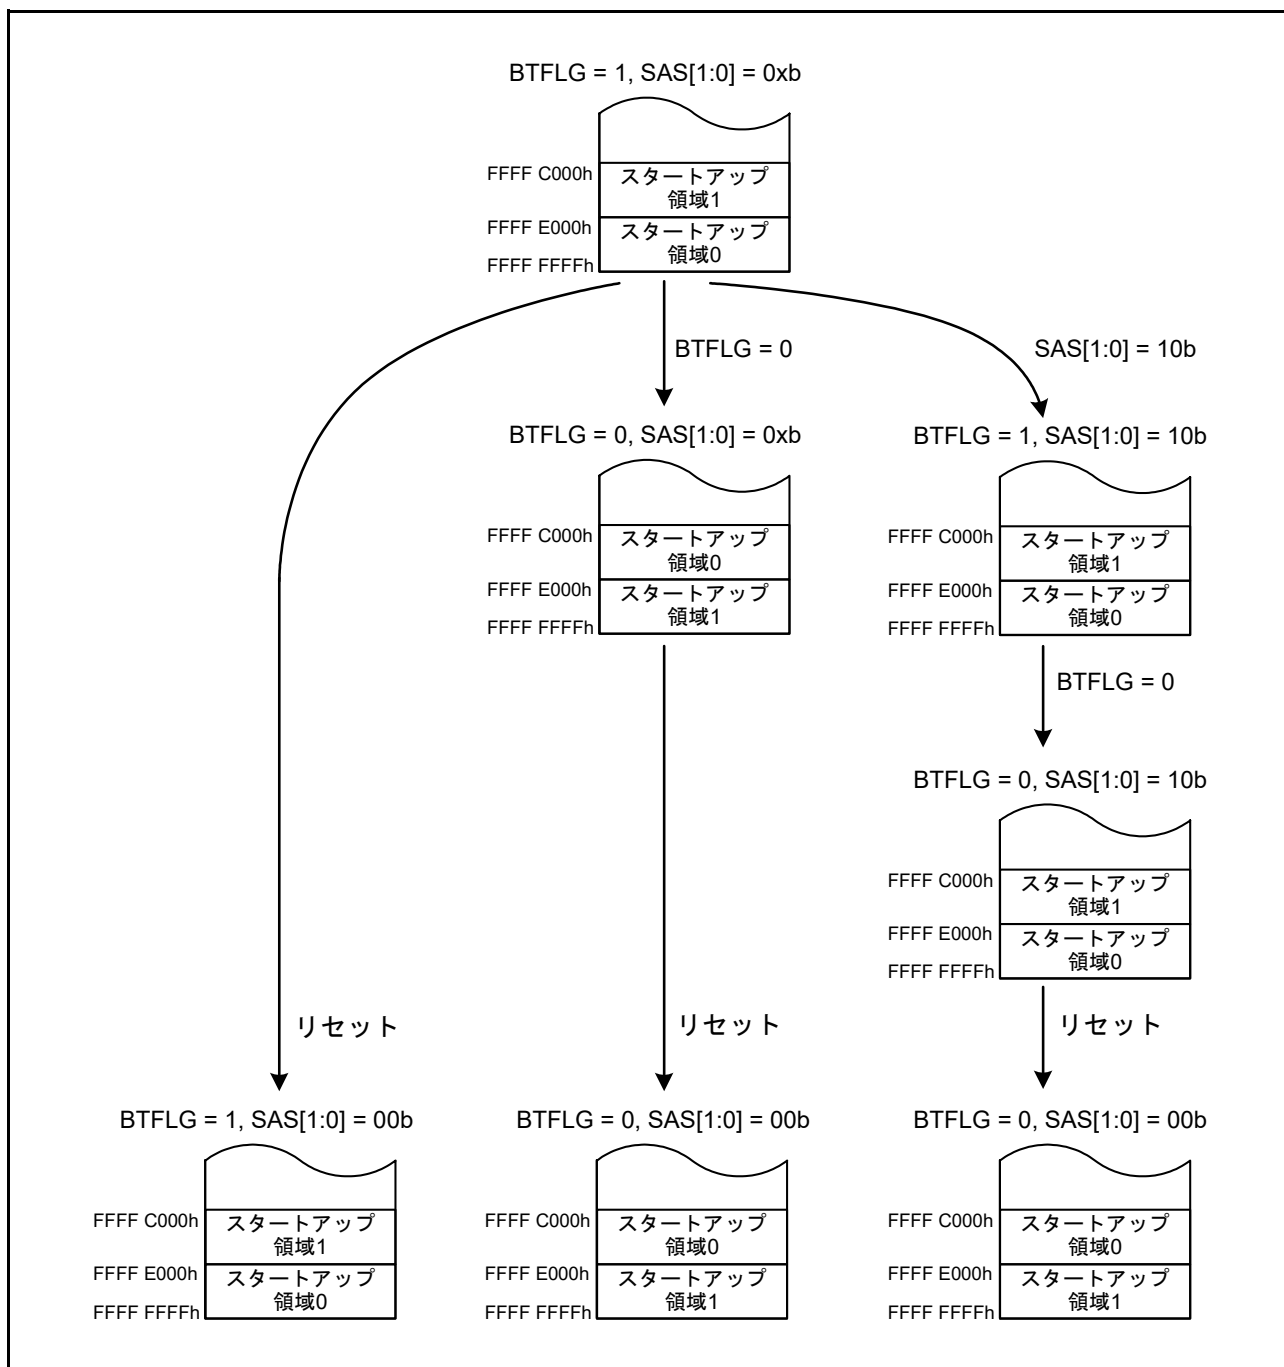 BTFLG = 1, SAS[1:0] = 0xb
FFFF C000h
スタートアップ
領域1
FFFF E000h
スタートアップ
領域0
FFFF FFFFh
BTFLG = 0
SAS[1:0] = 10b
BTFLG = 0, SAS[1:0] = 0xb
FFFF C000h
スタートアップ
領域0
FFFF E000h
スタートアップ
領域1
FFFF FFFFh
BTFLG = 1, SAS[1:0] = 10b
FFFF C000h
スタートアップ
領域1
FFFF E000h
スタートアップ
領域0
FFFF FFFFh
BTFLG = 0
BTFLG = 0, SAS[1:0] = 10b
FFFF C000h
スタートアップ
領域1
FFFF E000h
スタートアップ
領域0
FFFF FFFFh
リセット
リセット
リセット
BTFLG = 1, SAS[1:0] = 00b
FFFF C000h
スタートアップ
領域1
FFFF E000h
スタートアップ
領域0
FFFF FFFFh
BTFLG = 0, SAS[1:0] = 00b
FFFF C000h
スタートアップ
領域0
FFFF E000h
スタートアップ
領域1
FFFF FFFFh
BTFLG = 0, SAS[1:0] = 00b
FFFF C000h
スタートアップ
領域0
FFFF E000h
スタートアップ
領域1
FFFF FFFFh